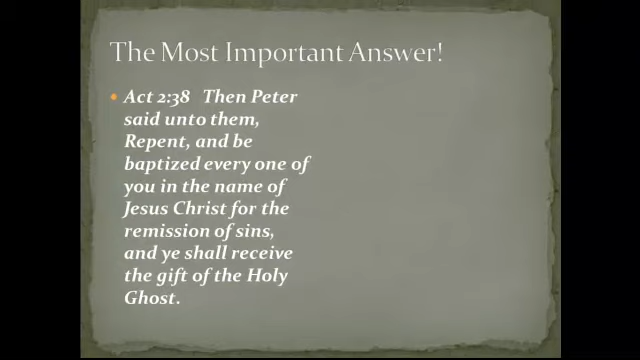 The Most Important Answer!
Act 2:38 Then Peter
said unto them,
Repent, and be
baptized every one of
you in the name of
Jesus Christ for the
remission of sins,
and ye shall receive
the gift of the Holy
Ghost.